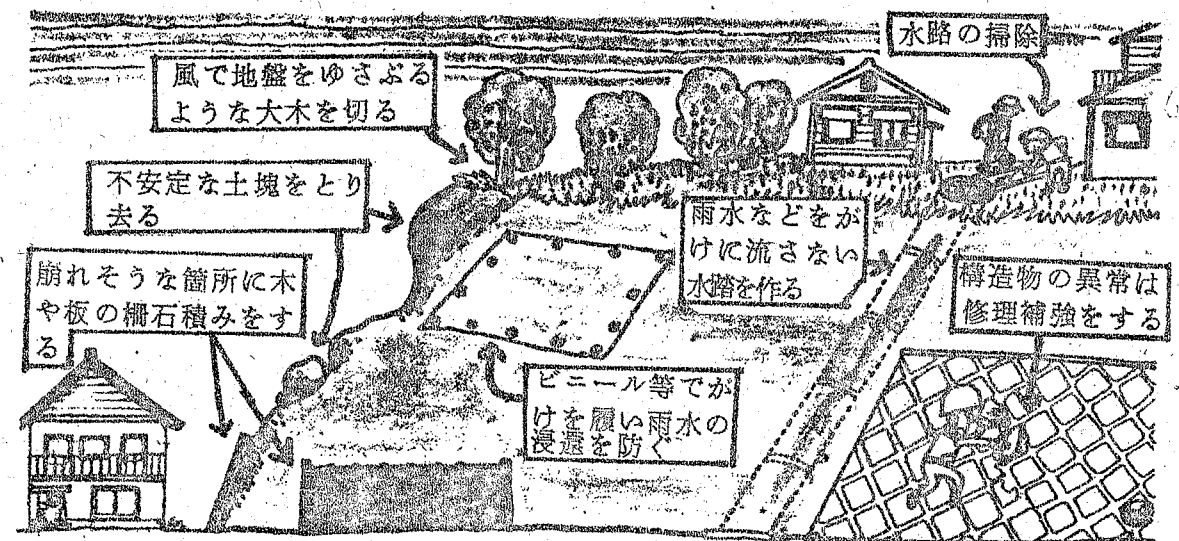 水路の掃除
風で地盤をゆさぶる
ような大木を切る
不安定な土塊をとり
去る
雨水などをが
けに流さない
水路を作る
崩れそうな箇所に木
や板の柵石積みをす
る
構造物の異常は
修理補強をする
ビニール等でが
けを履い雨水の
浸透を防ぐ